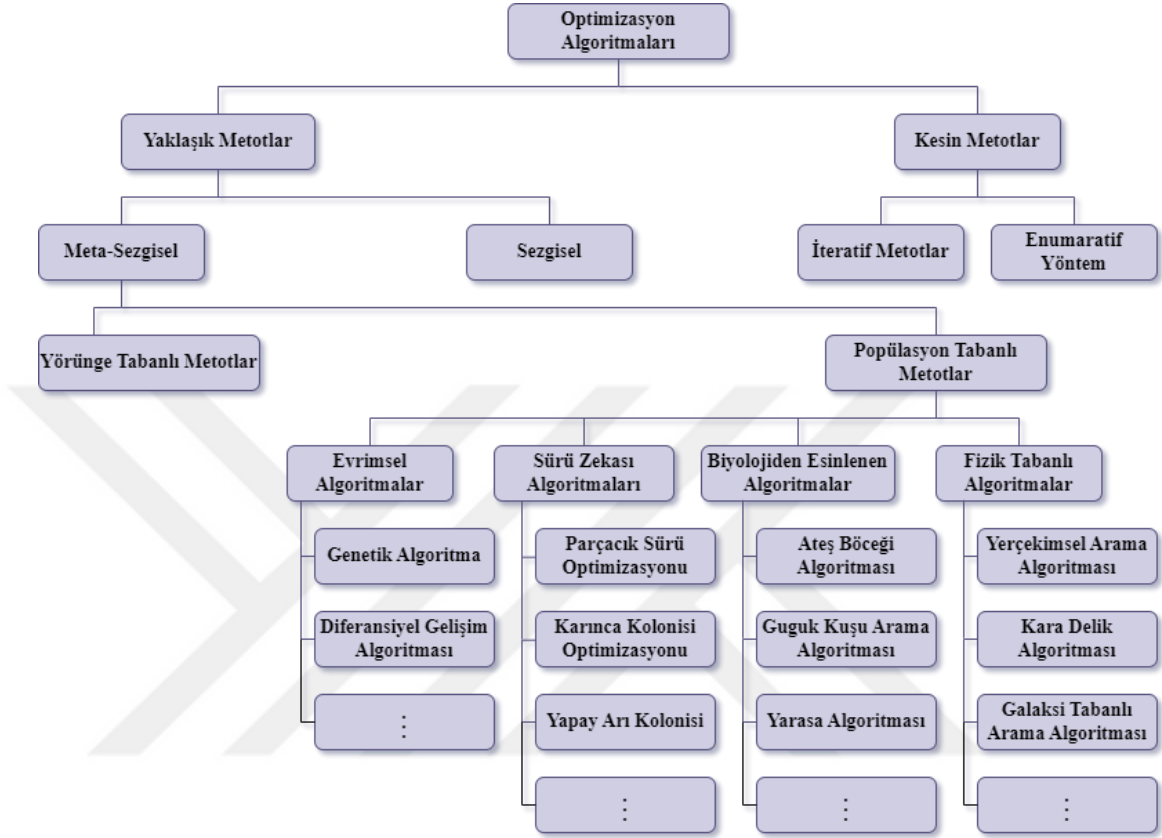 Optimizasyon
Algoritmaları
Yaklaşık Metotlar
Kesin Metotlar
Meta-Sezgisel
Sezgisel
İteratif Metotlar
Enumaratif
Yöntem
Yörünge Tabanlı Metotlar
Popülasyon Tabanlı
Metotlar
Evrimsel
Algoritmalar
Sürü Zekası
Algoritmaları
Biyolojiden Esinlenen
Algoritmalar
Fizik Tabanlı
Algoritmalar
Genetik Algoritma
Parçacık Sürü
Optimizasyonu
Ateş Böceği
Algoritması
Yerçekimsel Arama
Algoritması
Diferansiyel Gelişim
Algoritması
Karınca Kolonisi
Optimizasyonu
Guguk Kuşu Arama
Algoritması
Kara Delik
Algoritması
⋮
Yapay Arı Kolonisi
Yarasa Algoritması
Galaksi Tabanlı
Arama Algoritması
⋮
⋮
⋮